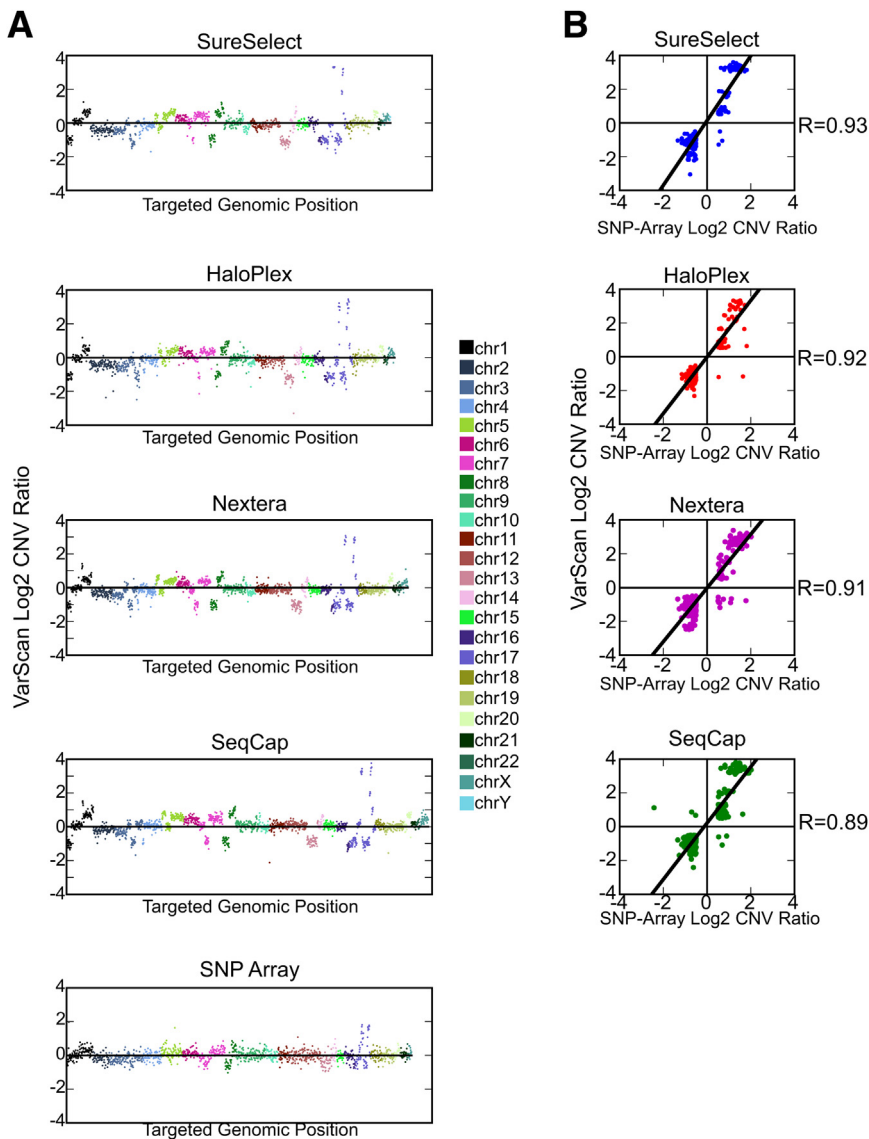 A
SureSelect
4
2
0
-2
-4
Targeted Genomic Position
HaloPlex
4
2
0
-2
-4
Targeted Genomic Position
Nextera
4
2
0
-2
-4
Targeted Genomic Position
SeqCap
4
2
0
-2
-4
Targeted Genomic Position
SNP Array
4
2
0
-2
-4
Targeted Genomic Position
VarScan Log2 CNV Ratio
chr1
chr2
chr3
chr4
chr5
chr6
chr7
chr8
chr9
chr10
chr11
chr12
chr13
chr14
chr15
chr16
chr17
chr18
chr19
chr20
chr21
chr22
chrX
chrY
B
SureSelect
4
2
0
-2
-4
-4 -2 0 2 4
SNP-Array Log2 CNV Ratio
R=0.93
HaloPlex
4
2
0
-2
-4
-4 -2 0 2 4
SNP-Array Log2 CNV Ratio
R=0.92
Nextera
4
2
0
-2
-4
-4 -2 0 2 4
SNP-Array Log2 CNV Ratio
R=0.91
SeqCap
4
2
0
-2
-4
-4 -2 0 2 4
SNP-Array Log2 CNV Ratio
R=0.89
VarScan Log2 CNV Ratio